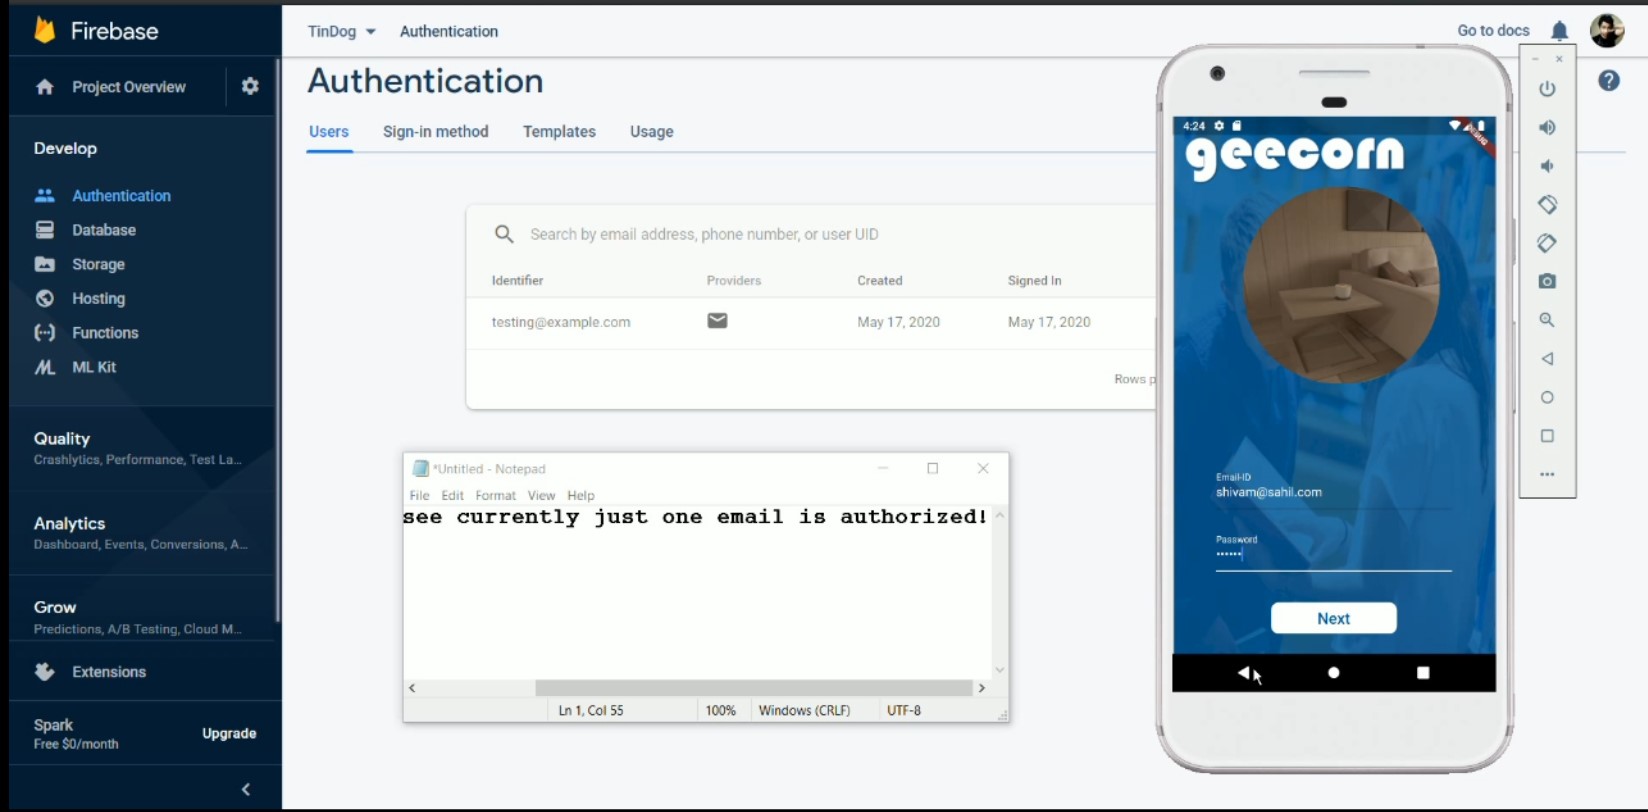 Firebase
TinDog
Authentication
Go to docs
Project Overview
Authentication
Users
Sign-in method
Templates
Usage
Develop
Authentication
Database
Storage
Hosting
Functions
ML Kit
Quality
Crashlytics, Performance, Test La...
Analytics
Dashboard, Events, Conversions, A...
Grow
Predictions, A/B Testing, Cloud M...
Extensions
Spark
Free $0/month
Upgrade
Search by email address, phone number, or user UID
Identifier
Providers
Created
Signed In
testing@example.com
May 17, 2020
May 17, 2020
Rows p
*Untitled - Notepad
File Edit Format View Help
see currently just one email is authorized!
Ln 1, Col 55
100%
Windows (CRLF)
UTF-8
4:24
DEBUG
geecorn
Email-ID
shivam@sahil.com
Password
Next